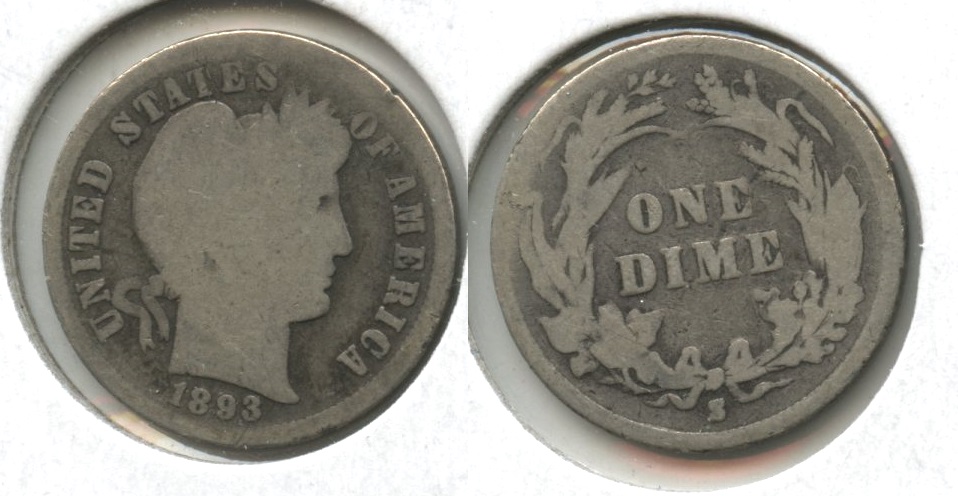 UNITED STATES OF AMERICA
1893
ONE
DIME
S